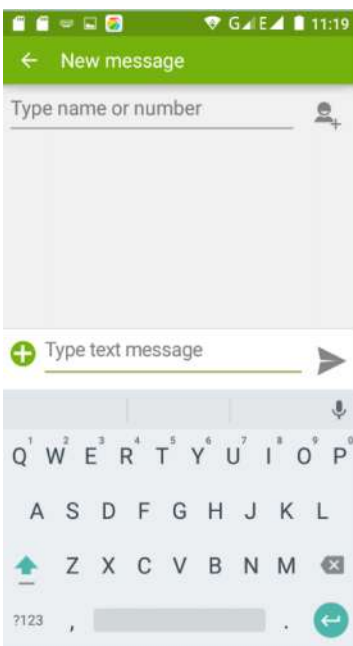 G E 11:19
New message
Type name or number
Type text message
1 2 3 4 5 6 7 8 9 0
Q W E R T Y U I O P
A S D F G H J K L
Z X C V B N M
?123 , .